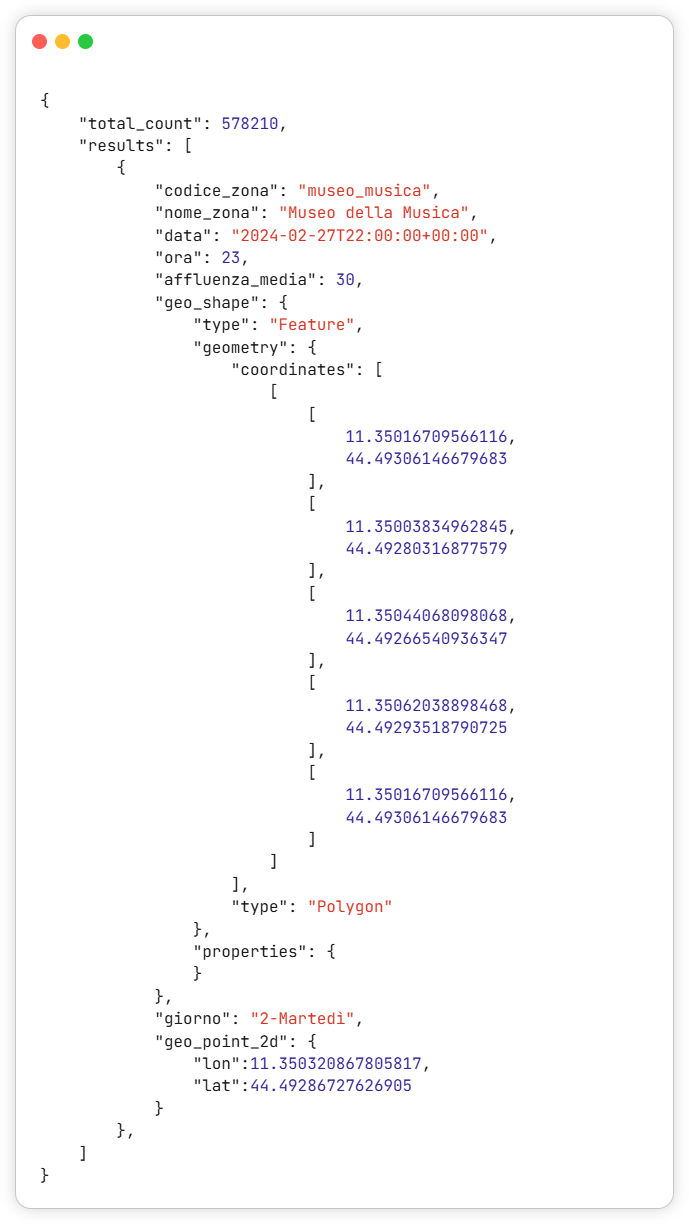 {
    "total_count": 578210,
    "results": [
        {
            "codice_zona": "museo_musica",
            "nome_zona": "Museo della Musica",
            "data": "2024-02-27T22:00:00+00:00",
            "ora": 23,
            "affluenza_media": 30,
            "geo_shape": {
                "type": "Feature",
                "geometry": {
                    "coordinates": [
                        [
                            [
                                11.35016709566116,
                                44.49306146679683
                            ],
                            [
                                11.35003834962845,
                                44.49280316877579
                            ],
                            [
                                11.35044068098068,
                                44.49266540936347
                            ],
                            [
                                11.35062038898468,
                                44.49293518790725
                            ],
                            [
                                11.35016709566116,
                                44.49306146679683
                            ]
                        ]
                    ],
                    "type": "Polygon"
                },
                "properties": {
                }
            },
            "giorno": "2-Martedì",
            "geo_point_2d": {
                "lon":11.350320867805817,
                "lat":44.49286727626905
            }
        },
    ]
}